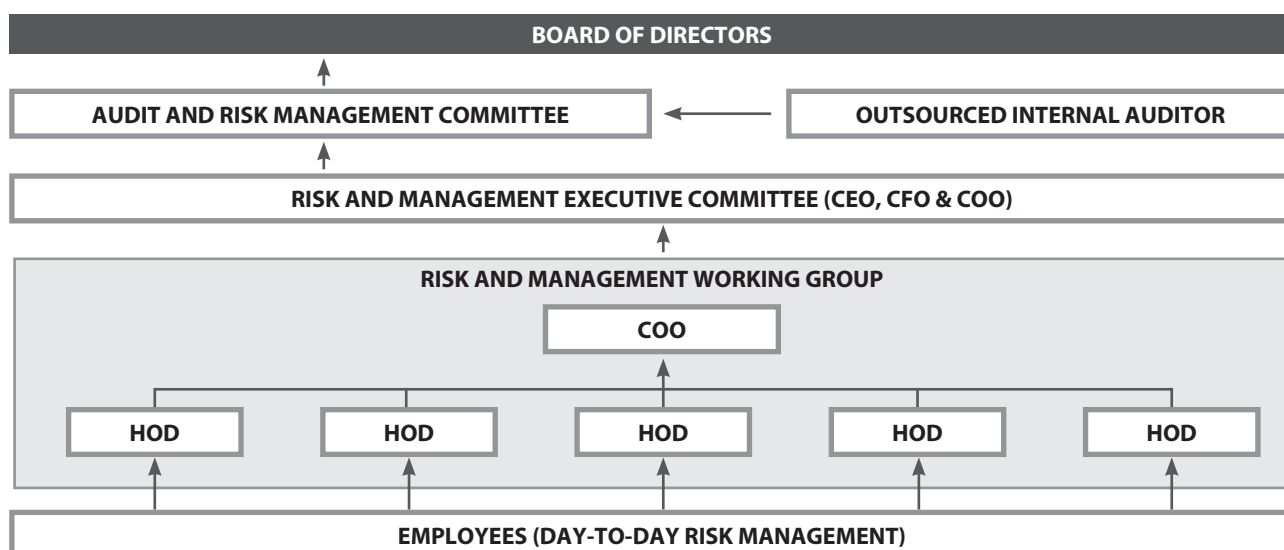 BOARD OF DIRECTORS
AUDIT AND RISK MANAGEMENT COMMITTEE
OUTSOURCED INTERNAL AUDITOR
RISK AND MANAGEMENT EXECUTIVE COMMITTEE (CEO, CFO & COO)
RISK AND MANAGEMENT WORKING GROUP
COO
HOD
HOD
HOD
HOD
HOD
EMPLOYEES (DAY-TO-DAY RISK MANAGEMENT)